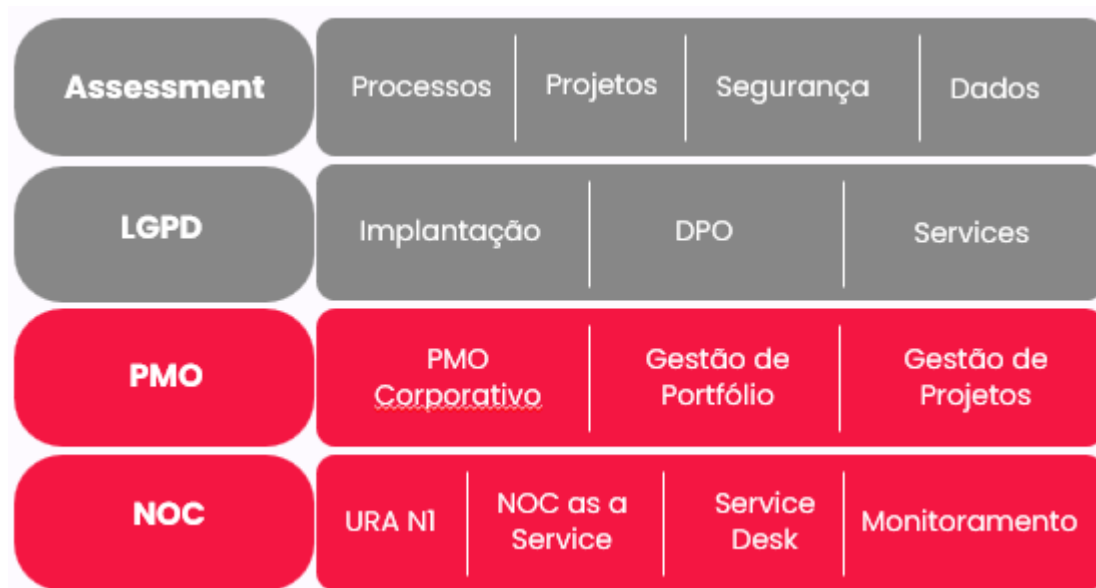 Assessment
Processos
Projetos
Segurança
Dados
LGPD
Implantação
DPO
Services
PMO
PMO
Corporativo
Gestão de
Portfólio
Gestão de
Projetos
NOC
URA N1
NOC as a
Service
Service
Desk
Monitoramento